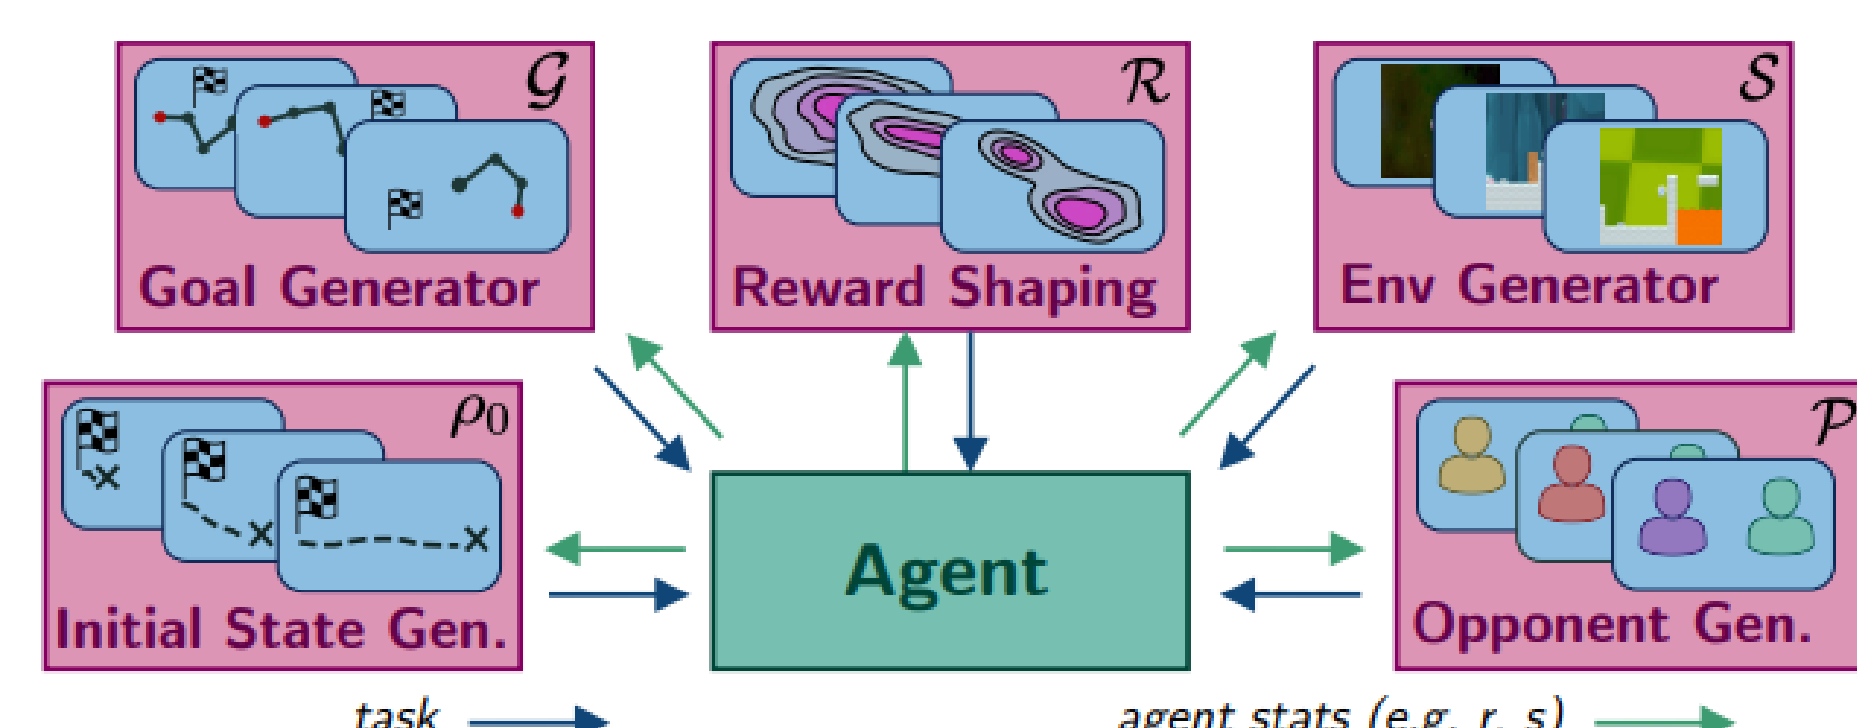 𝒢
Goal Generator
ℛ
Reward Shaping
𝒮
Env Generator
ρ₀
Initial State Gen.
Agent
𝒫
Opponent Gen.
task
agent stats (e.g. r, s)